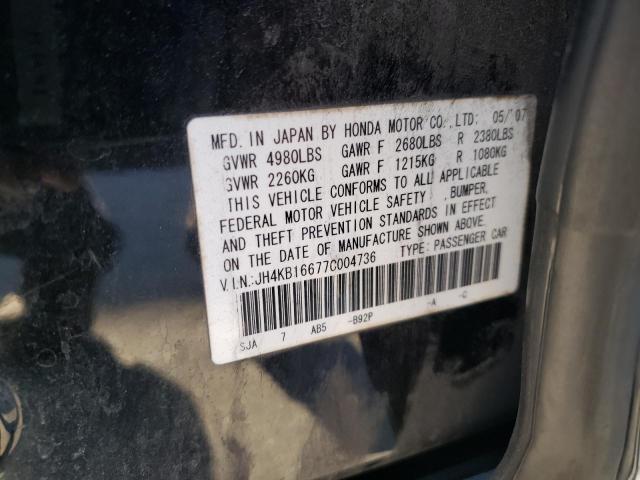 MFD. IN JAPAN BY HONDA MOTOR CO.,LTD: 05/'07
GVWR 4980LBS GAWR F 2680LBS R 2380LBS
GVWR 2260KG GAWR F 1215KG R 1080KG
THIS VEHICLE CONFORMS TO ALL APPLICABLE
FEDERAL MOTOR VEHICLE SAFETY ,BUMPER,
AND THEFT PREVENTION STANDARDS IN EFFECT
ON THE DATE OF MANUFACTURE SHOWN ABOVE.
V.I.N.:JH4KB16677C004736 TYPE: PASSENGER CAR
SJA 7 AB5 -B92P -A -C